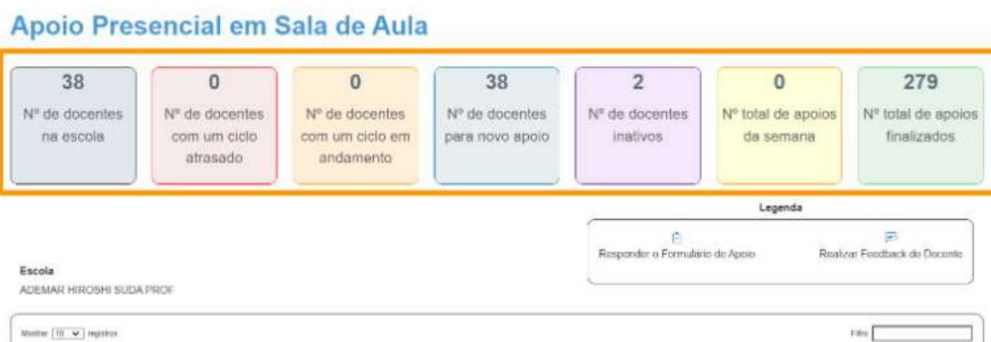 Apoio Presencial em Sala de Aula
38
Nº de docentes
na escola
0
Nº de docentes
com um ciclo
atrasado
0
Nº de docentes
com um ciclo em
andamento
38
Nº de docentes
para novo apoio
2
Nº de docentes
inativos
0
Nº total de apoios
da semana
279
Nº total de apoios
finalizados
Legenda
Responder o Formulário de Apoio
Realizar Feedback do Docente
Escola
ADEMAR HIROSHI SUDA PROF
Mostrar 10 registros
Filtro